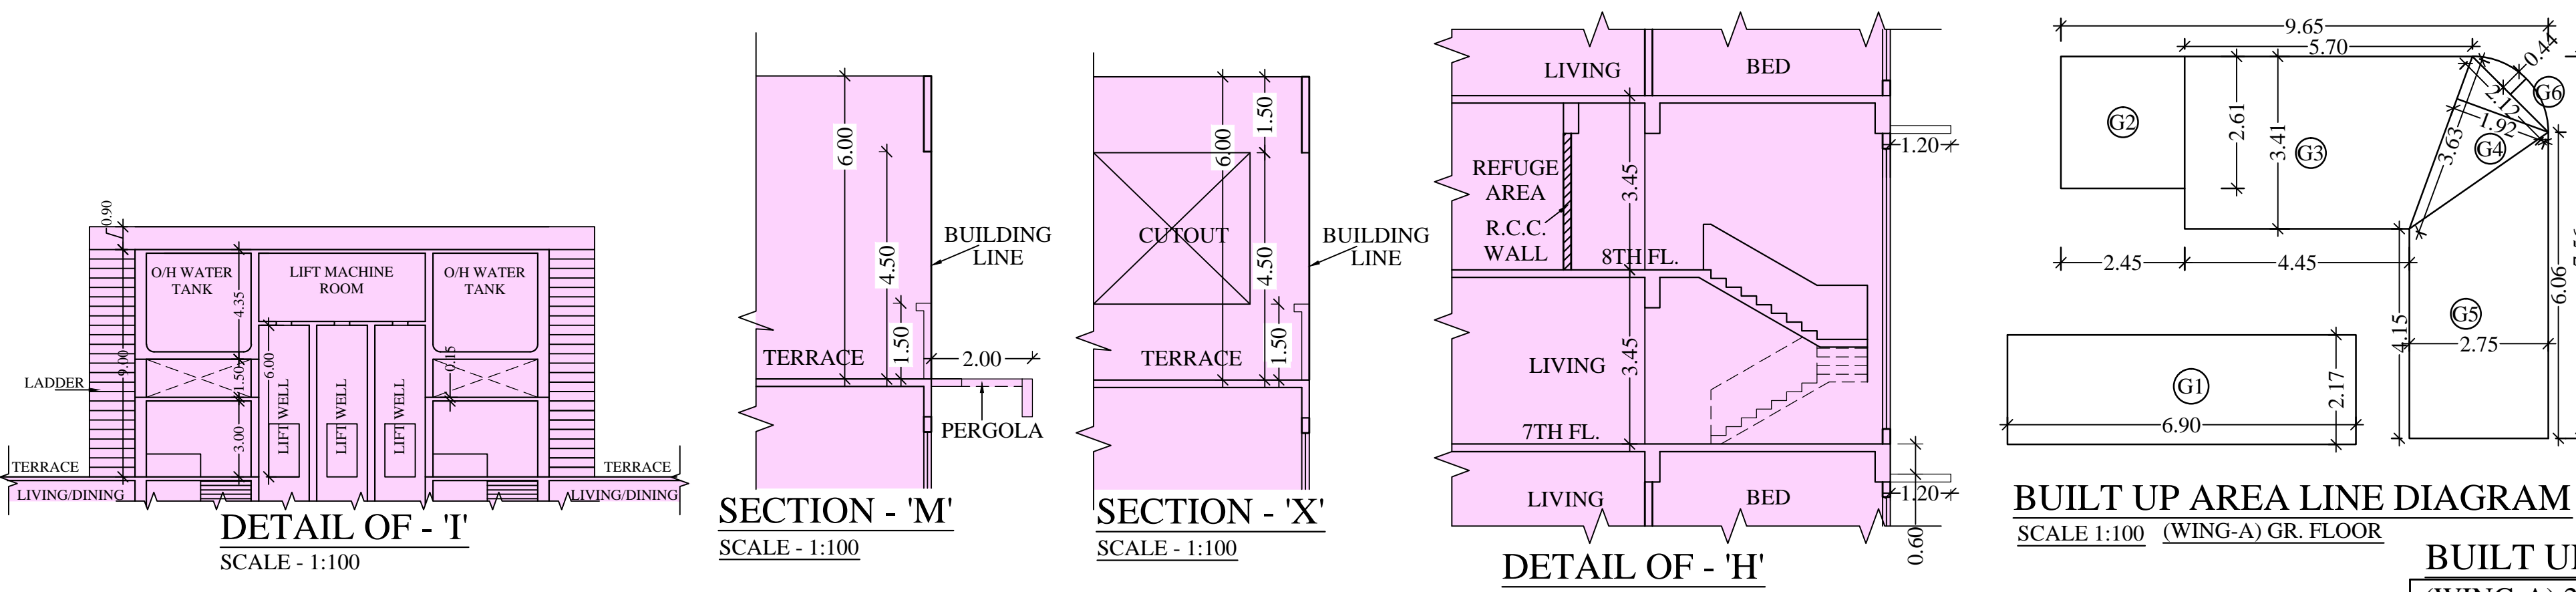 0.90
O/H WATER
TANK
LIFT MACHINE
ROOM
O/H WATER
TANK
4.35
9.00
6.00
1.50
0.15
3.00
LADDER
LIFT WELL
LIFT WELL
LIFT WELL
TERRACE
TERRACE
LIVING/DINING
LIVING/DINING
DETAIL OF - 'I'
SCALE - 1:100
6.00
4.50
1.50
BUILDING
LINE
TERRACE
2.00
PERGOLA
SECTION - 'M'
SCALE - 1:100
1.50
6.00
CUTOUT
4.50
1.50
BUILDING
LINE
TERRACE
SECTION - 'X'
SCALE - 1:100
LIVING
BED
1.20
REFUGE
AREA
3.45
R.C.C.
WALL
8TH FL.
LIVING
3.45
7TH FL.
LIVING
BED
1.20
0.60
DETAIL OF - 'H'
9.65
5.70
0.44
G6
G2
2.61
3.41
G3
2.12
1.92
3.63
G4
2.45
4.45
6.06
G5
4.15
2.75
G1
2.17
6.90
BUILT UP AREA LINE DIAGRAM
SCALE 1:100
(WING-A) GR. FLOOR